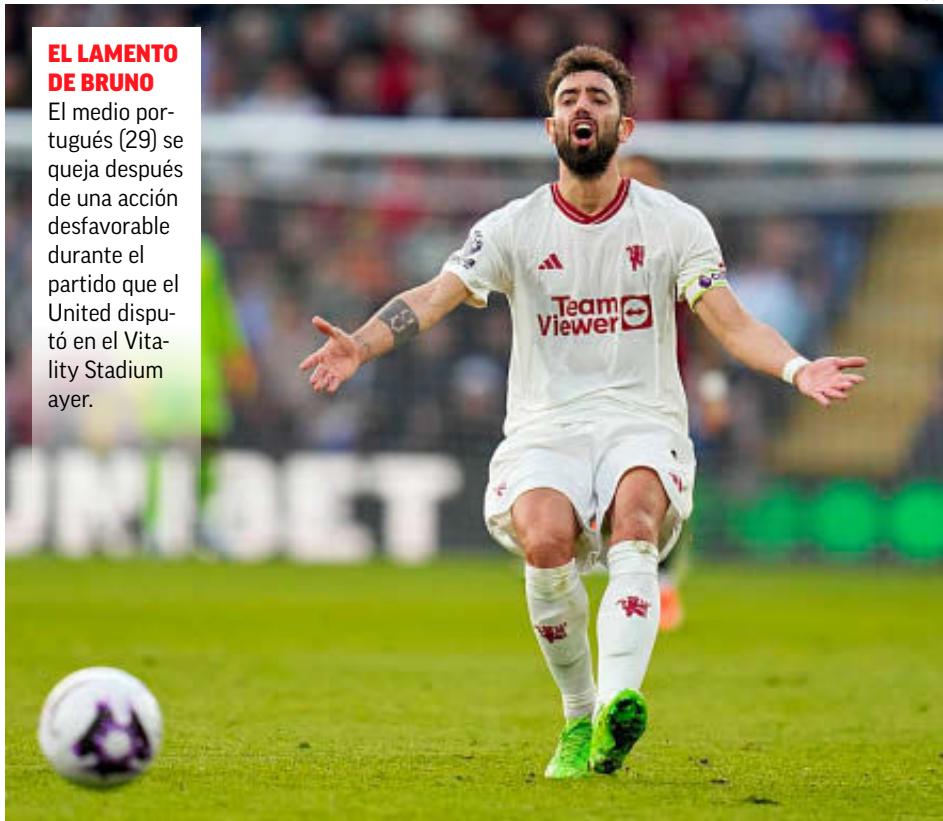 EL LAMENTO
DE BRUNO
El medio por-
tugués (29) se
queja después
de una acción
desfavorable
durante el
partido que el
United dispu-
tó en el Vita-
lity Stadium
ayer.
Team
Viewer
UNIBET